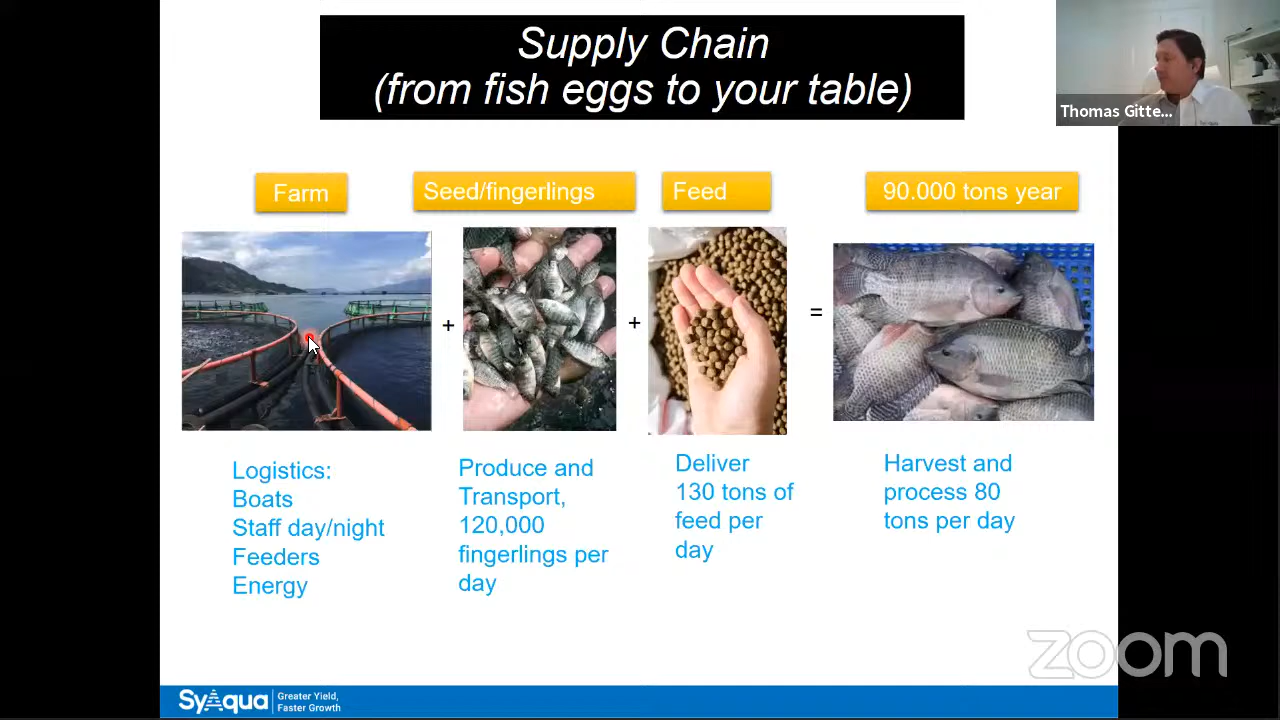 Supply Chain
(from fish eggs to your table)
Thomas Gitte...
Farm
Seed/fingerlings
Feed
90.000 tons year
+
+
=
Logistics:
Boats
Staff day/night
Feeders
Energy
Produce and
Transport,
120,000
fingerlings per
day
Deliver
130 tons of
feed per
day
Harvest and
process 80
tons per day
zoom
SyAqua
Greater Yield,
Faster Growth